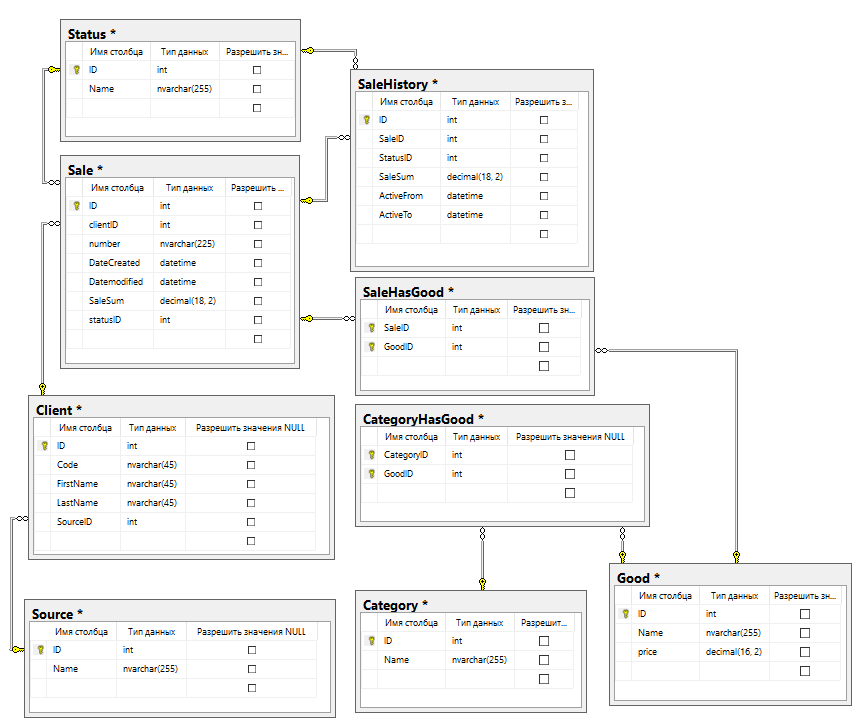 Status *
Имя столбца Тип данных Разрешить зн...
ID int
Name nvarchar(255)
SaleHistory *
Имя столбца Тип данных Разрешить з...
ID int
SaleID int
StatusID int
SaleSum decimal(18, 2)
ActiveFrom datetime
ActiveTo datetime
Sale *
Имя столбца Тип данных Разрешить ...
ID int
clientID int
number nvarchar(225)
DateCreated datetime
Datemodified datetime
SaleSum decimal(18, 2)
statusID int
SaleHasGood *
Имя столбца Тип данных Разрешить зн...
SaleID int
GoodID int
Client *
Имя столбца Тип данных Разрешить значения NULL
ID int
Code nvarchar(45)
FirstName nvarchar(45)
LastName nvarchar(45)
SourceID int
CategoryHasGood *
Имя столбца Тип данных Разрешить значения NULL
CategoryID int
GoodID int
Source *
Имя столбца Тип данных Разрешить значения NULL
ID int
Name nvarchar(255)
Category *
Имя столбца Тип данных Разрешит...
ID int
Name nvarchar(255)
Good *
Имя столбца Тип данных Разрешить зн...
ID int
Name nvarchar(255)
price decimal(16, 2)